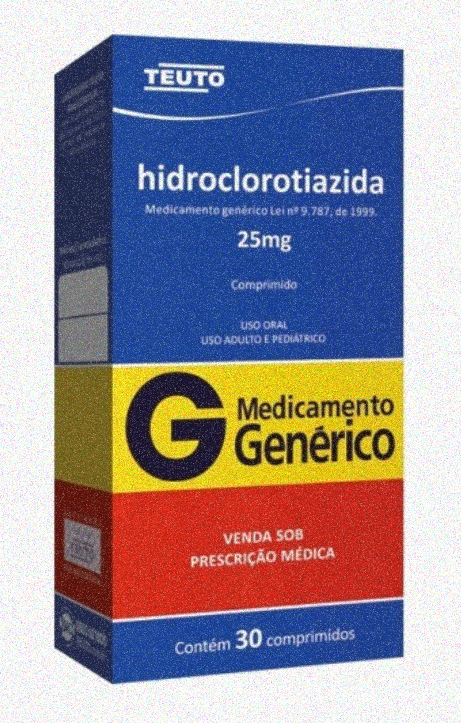 TEUTO
hidroclorotiazida
Medicamento genérico Lei nº 9.787, de 1999.
25mg
Comprimido
USO ORAL
USO ADULTO E PEDIÁTRICO
G Medicamento
Genérico
VENDA SOB
PRESCRIÇÃO MÉDICA
Contém 30 comprimidos